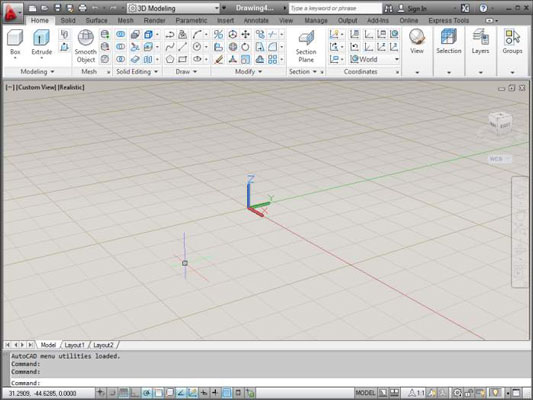 3D Modeling Drawing4... Type a keyword or phrase Sign In
Home Solid Surface Mesh Render Parametric Insert Annotate View Manage Output Add-Ins Online Express Tools
Box Extrude Smooth Object Section Plane World View Selection Layers Groups
Modeling Mesh Solid Editing Draw Modify Section Coordinates
[−] [Custom View] [Realistic]
Z
Y
X
WCS
Model Layout1 Layout2
AutoCAD menu utilities loaded.
Command:
Command:
Command:
31.2909, -44.6285, 0.0000 MODEL 1:1